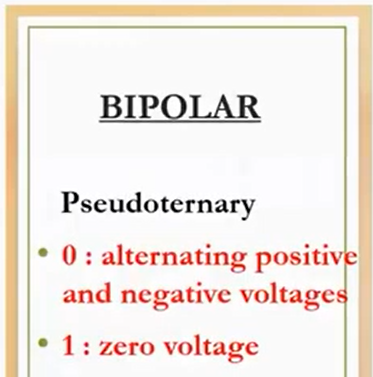 BIPOLAR
Pseudoternary
• 0 : alternating positive
and negative voltages
• 1 : zero voltage